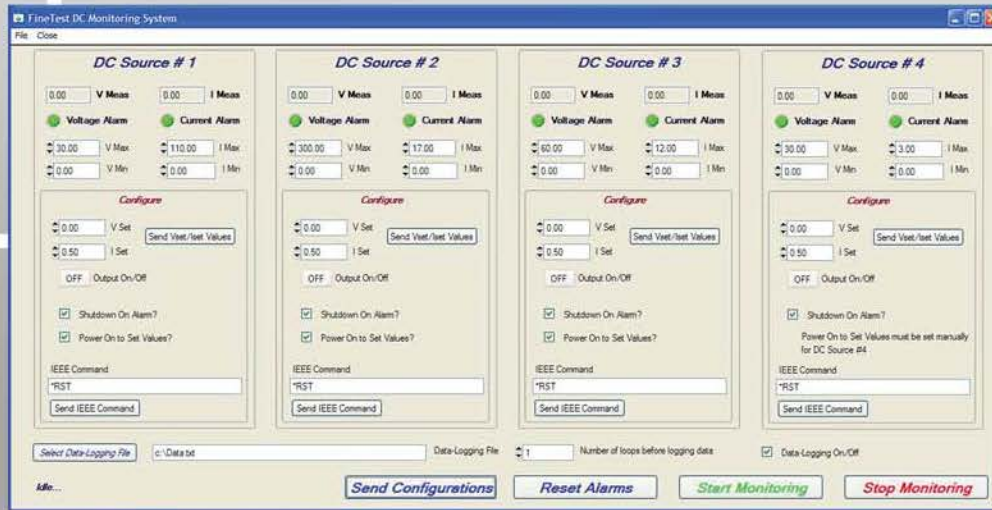 FineTest DC Monitoring System
File Close
DC Source # 1
0.00 V Meas 0.00 I Meas
Voltage Alarm Current Alarm
30.00 V Max 110.00 I Max
0.00 V Min 0.00 I Min
Configure
0.00 V Set
Send Vset/Iset Values
0.50 I Set
OFF Output On/Off
Shutdown On Alarm?
Power On to Set Values?
IEEE Command
*RST
Send IEEE Command
DC Source # 2
0.00 V Meas 0.00 I Meas
Voltage Alarm Current Alarm
300.00 V Max 17.00 I Max
0.00 V Min 0.00 I Min
Configure
0.00 V Set
Send Vset/Iset Values
0.50 I Set
OFF Output On/Off
Shutdown On Alarm?
Power On to Set Values?
IEEE Command
*RST
Send IEEE Command
DC Source # 3
0.00 V Meas 0.00 I Meas
Voltage Alarm Current Alarm
60.00 V Max 12.00 I Max
0.00 V Min 0.00 I Min
Configure
0.00 V Set
Send Vset/Iset Values
0.50 I Set
OFF Output On/Off
Shutdown On Alarm?
Power On to Set Values?
IEEE Command
*RST
Send IEEE Command
DC Source # 4
0.00 V Meas 0.00 I Meas
Voltage Alarm Current Alarm
30.00 V Max 3.00 I Max
0.00 V Min 0.00 I Min
Configure
0.00 V Set
Send Vset/Iset Values
0.50 I Set
OFF Output On/Off
Shutdown On Alarm?
Power On to Set Values must be set manually
for DC Source #4
IEEE Command
*RST
Send IEEE Command
Select Data-Logging File c:\Data.txt Data-Logging File 1 Number of loops before logging data Data-Logging On/Off
Idle... Send Configurations Reset Alarms Start Monitoring Stop Monitoring